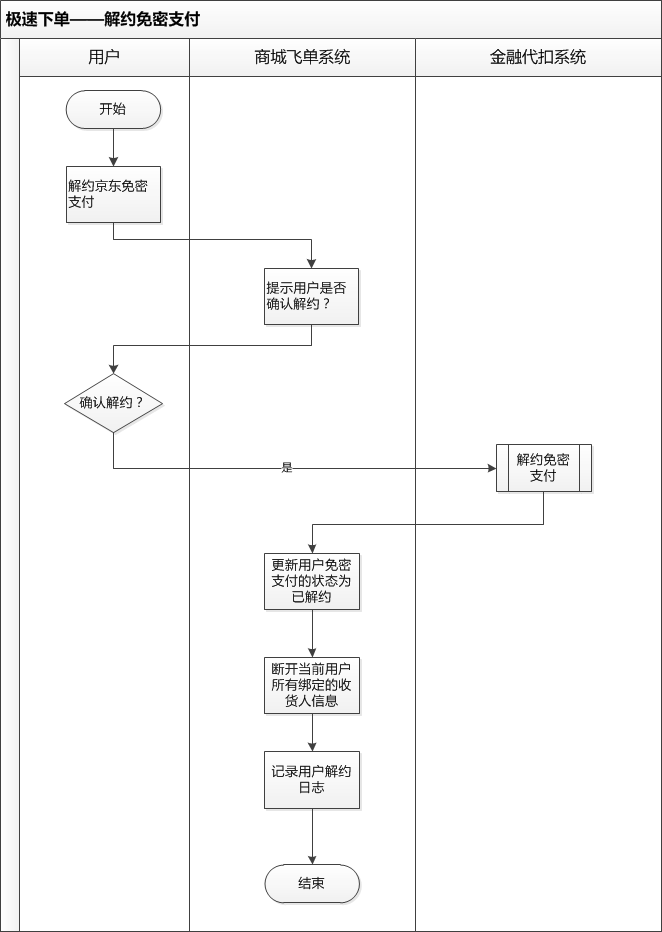 极速下单——解约免密支付
用户
商城飞单系统
金融代扣系统
开始
解约京东免密
支付
提示用户是否
确认解约？
确认解约？
是
解约免密
支付
更新用户免密
支付的状态为
已解约
断开当前用户
所有绑定的收
货人信息
记录用户解约
日志
结束